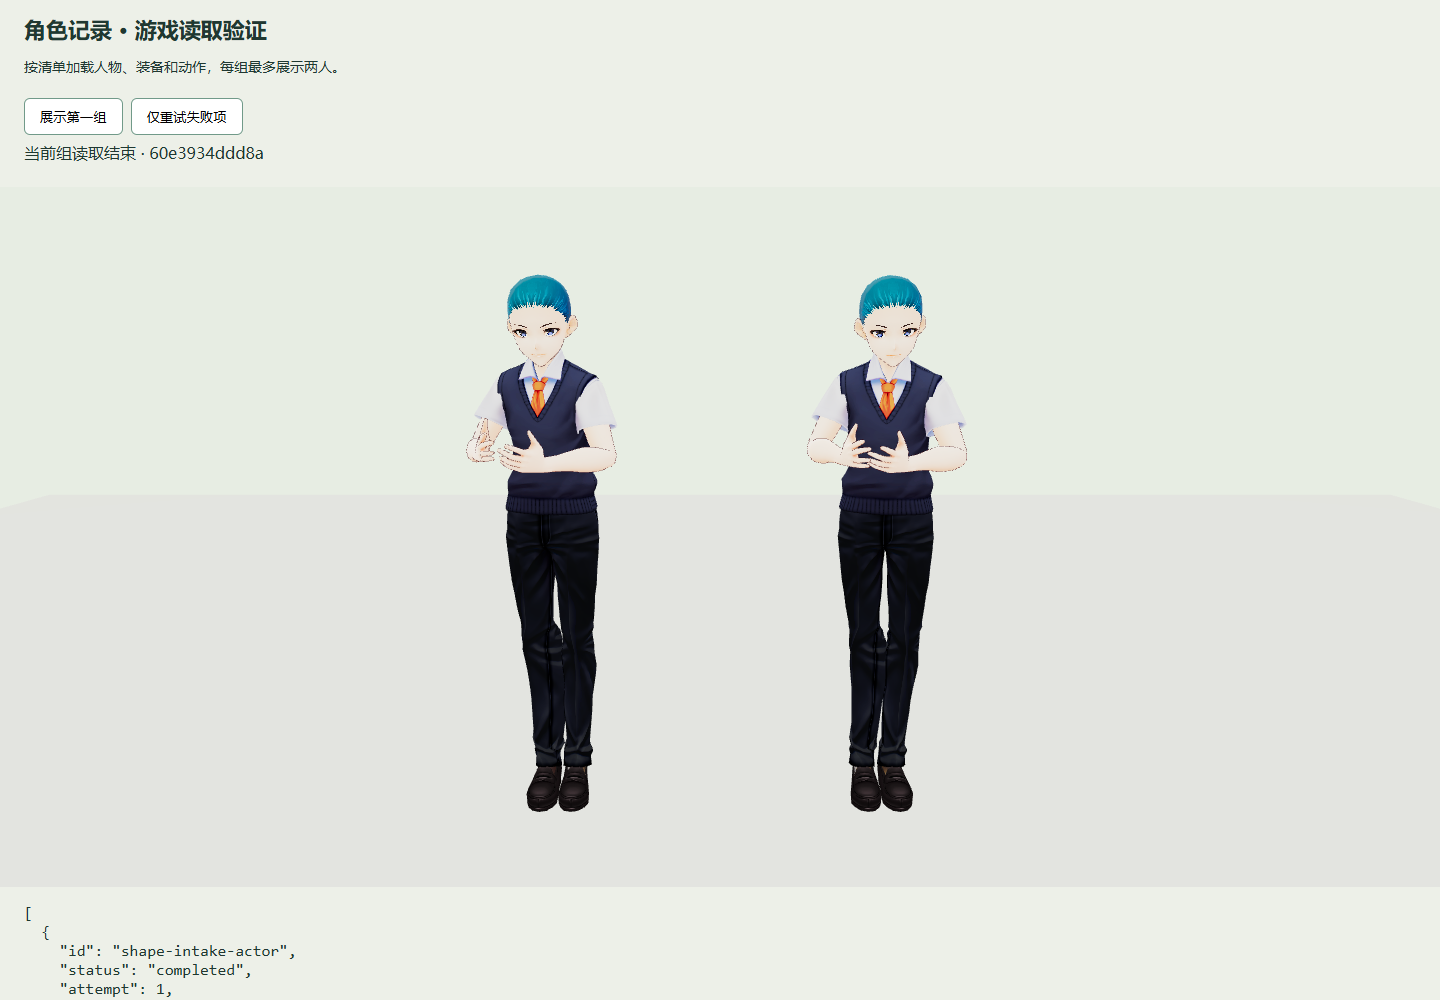 角色记录 • 游戏读取验证
按清单加载人物、装备和动作，每组最多展示两人。
展示第一组
仅重试失败项
当前组读取结束 · 60e3934ddd8a
[
  {
    "id": "shape-intake-actor",
    "status": "completed",
    "attempt": 1,